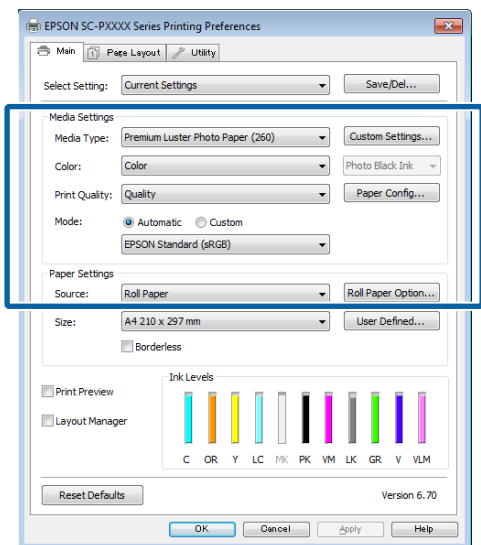 EPSON SC-PXXXX Series Printing Preferences
Main Page Layout Utility
Select Setting: Current Settings Save/Del...
Media Settings
Media Type: Premium Luster Photo Paper (260) Custom Settings...
Color: Color Photo Black Ink
Print Quality: Quality Paper Config...
Mode: Automatic Custom
EPSON Standard (sRGB)
Paper Settings
Source: Roll Paper Roll Paper Option...
Size: A4 210 x 297 mm User Defined...
Borderless
Ink Levels
Print Preview
Layout Manager
C OR Y LC MK PK VM LK GR V VLM
Reset Defaults Version 6.70
OK Cancel Apply Help